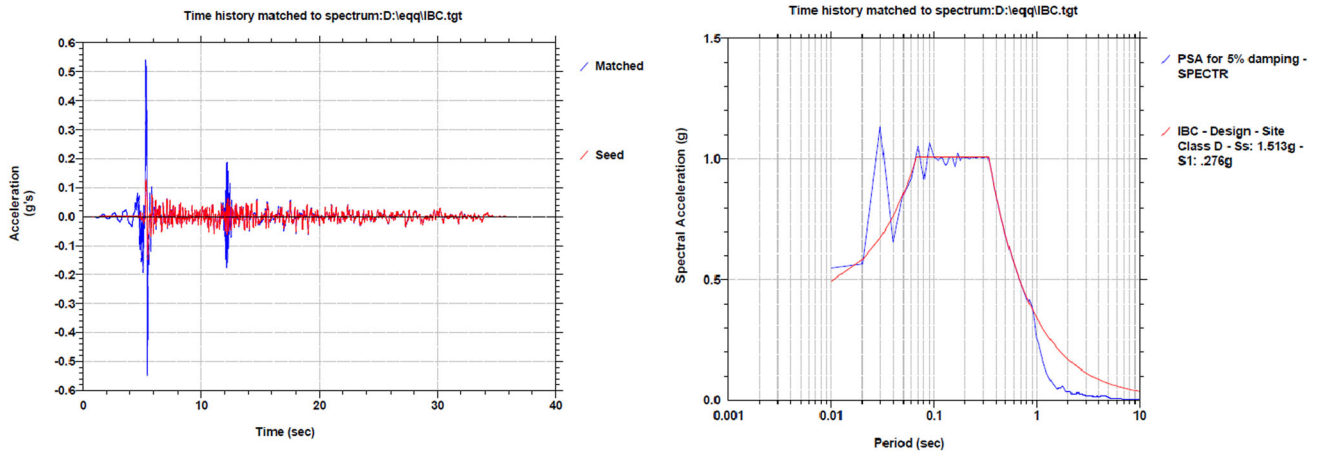 Time history matched to spectrum:D:\eqq\IBC.tgt
0.6
0.5
0.4
0.3
0.2
0.1
0.0
-0.1
-0.2
-0.3
-0.4
-0.5
-0.6
0
10
20
30
40
Acceleration
(g's)
Time (sec)
Matched
Seed
Time history matched to spectrum:D:\eqq\IBC.tgt
1.5
1.0
0.5
0.0
0.001
0.01
0.1
1
10
Spectral Acceleration (g)
Period (sec)
PSA for 5% damping -
SPECTR
IBC - Design - Site
Class D - Ss: 1.513g -
S1: .276g